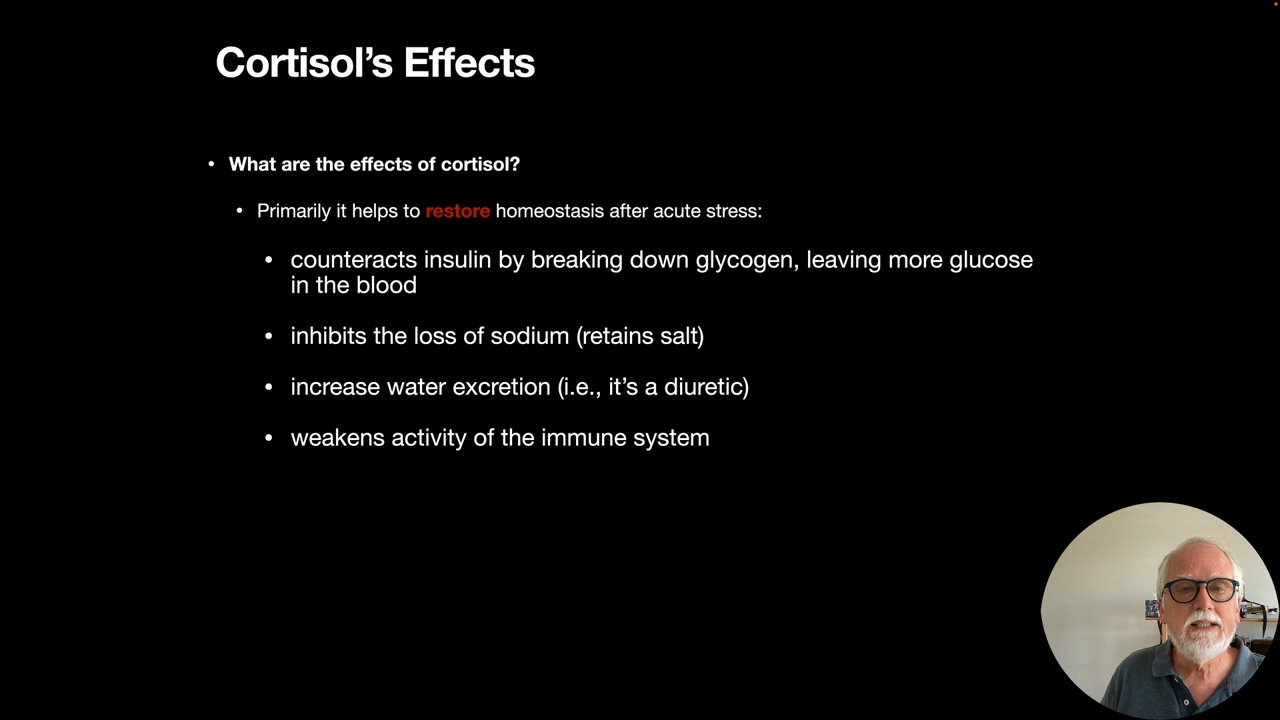 Cortisol’s Effects
• What are the effects of cortisol?
• Primarily it helps to restore homeostasis after acute stress:
• counteracts insulin by breaking down glycogen, leaving more glucose
in the blood
• inhibits the loss of sodium (retains salt)
• increase water excretion (i.e., it’s a diuretic)
• weakens activity of the immune system